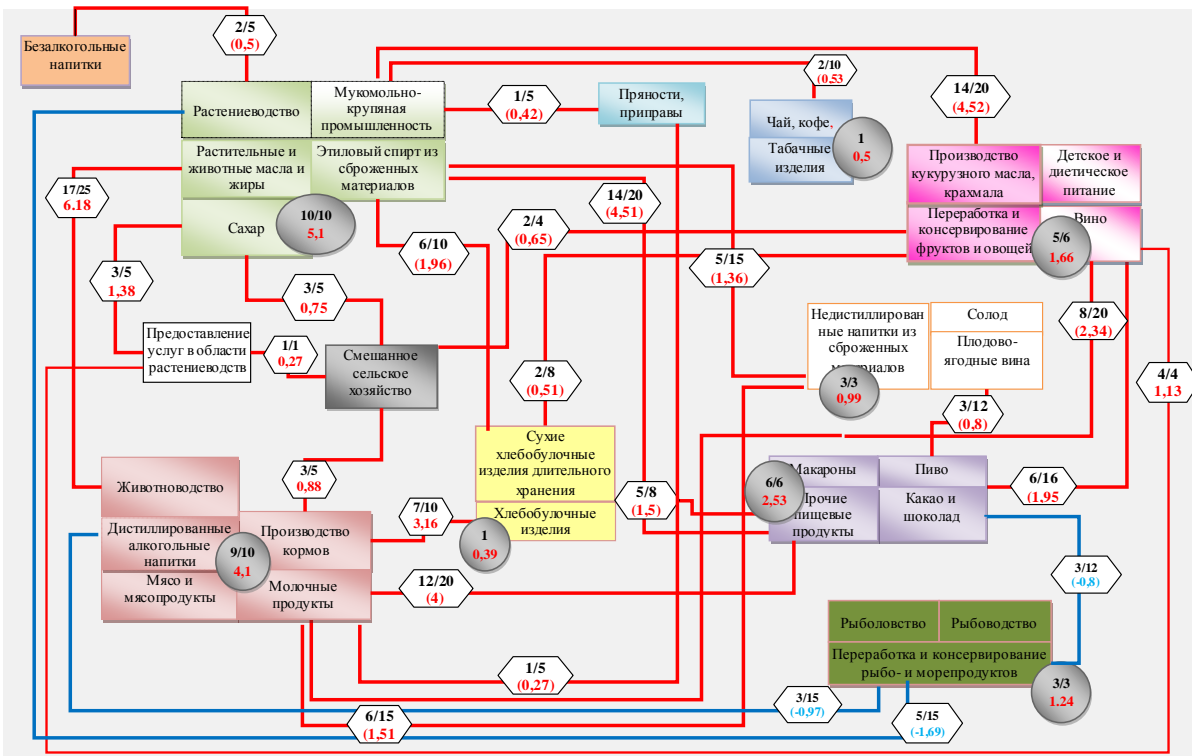 2/5
(0,5)
Безалкогольные
напитки
Растениеводство
Мукомольно-
крупяная
промышленность
Растительные и
животные масла и
жиры
Этиловый спирт из
сброженных
материалов
Сахар
10/10
5,1
1/5
(0,42)
Пряности,
приправы
2/10
(0,53
Чай, кофе,
Табачные
изделия
1
0,5
14/20
(4,52)
Производство
кукурузного масла,
крахмала
Детское и
диетическое
питание
Переработка и
консервирование
фруктов и овощей
Вино
5/6
1,66
17/25
6.18
3/5
1,38
6/10
(1,96)
14/20
(4,51)
2/4
(0,65)
5/15
(1,36)
3/5
0,75
Предоставление
услуг в области
растениеводств
1/1
0,27
Смешанное
сельское
хозяйство
2/8
(0,51)
Недистиллирован
ные напитки из
сброженных
материалов
3/3
0,99
Солод
Плодово-
ягодные вина
8/20
(2,34)
4/4
1,13
3/12
(0,8)
Сухие
хлебобулочные
изделия длительного
хранения
Хлебобулочные
изделия
1
0,39
Макароны
Пиво
Прочие
пищевые
продукты
Какао и
шоколад
6/6
2,53
5/8
(1,5)
6/16
(1,95
Животноводство
3/5
0,88
Дистиллированные
алкогольные
напитки
Производство
кормов
9/10
4,1
Мясо и
мясопродукты
Молочные
продукты
7/10
3,16
12/20
(4)
3/12
(-0,8)
Рыболовство
Рыбоводство
Переработка и консервирование
рыбо- и морепродуктов
3/3
1.24
1/5
(0,27)
6/15
(1,51
3/15
(-0,97)
5/15
(-1,69)